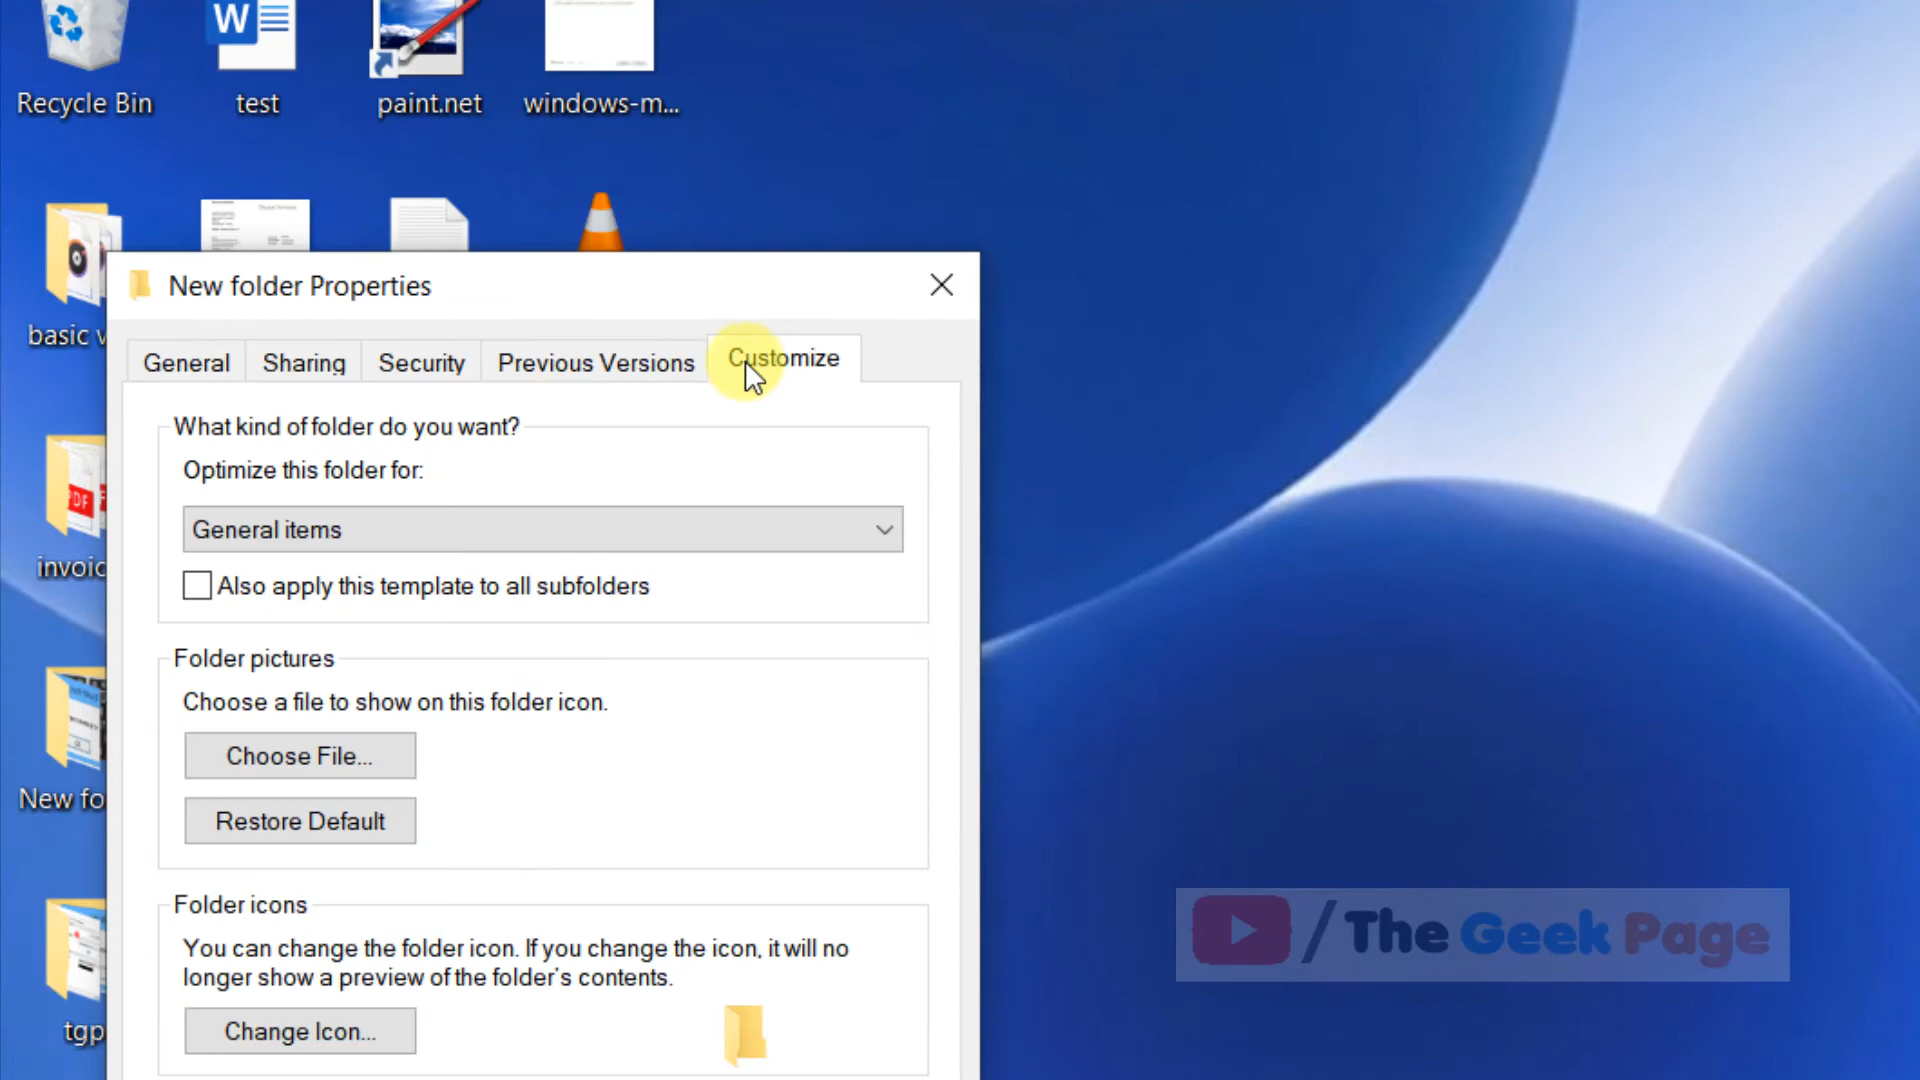 W
Recycle Bin
test
paint.net
windows-m...
basic v
New folder Properties
General
Sharing
Security
Previous Versions
Customize
What kind of folder do you want?
Optimize this folder for:
General items
Also apply this template to all subfolders
PDF
invoic
Folder pictures
Choose a file to show on this folder icon.
Choose File...
Restore Default
New fo
Folder icons
You can change the folder icon. If you change the icon, it will no
longer show a preview of the folder's contents.
Change Icon...
tgp
/The Geek Page